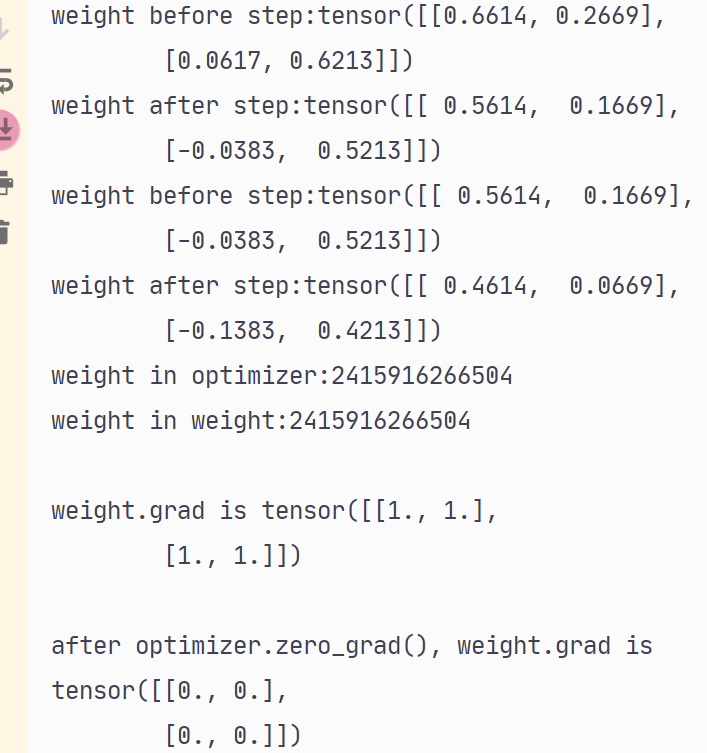 weight before step:tensor([[0.6614, 0.2669],
        [0.0617, 0.6213]])
weight after step:tensor([[ 0.5614,  0.1669],
        [-0.0383,  0.5213]])
weight before step:tensor([[ 0.5614,  0.1669],
        [-0.0383,  0.5213]])
weight after step:tensor([[ 0.4614,  0.0669],
        [-0.1383,  0.4213]])
weight in optimizer:2415916266504
weight in weight:2415916266504

weight.grad is tensor([[1., 1.],
        [1., 1.]])

after optimizer.zero_grad(), weight.grad is
tensor([[0., 0.],
        [0., 0.]])